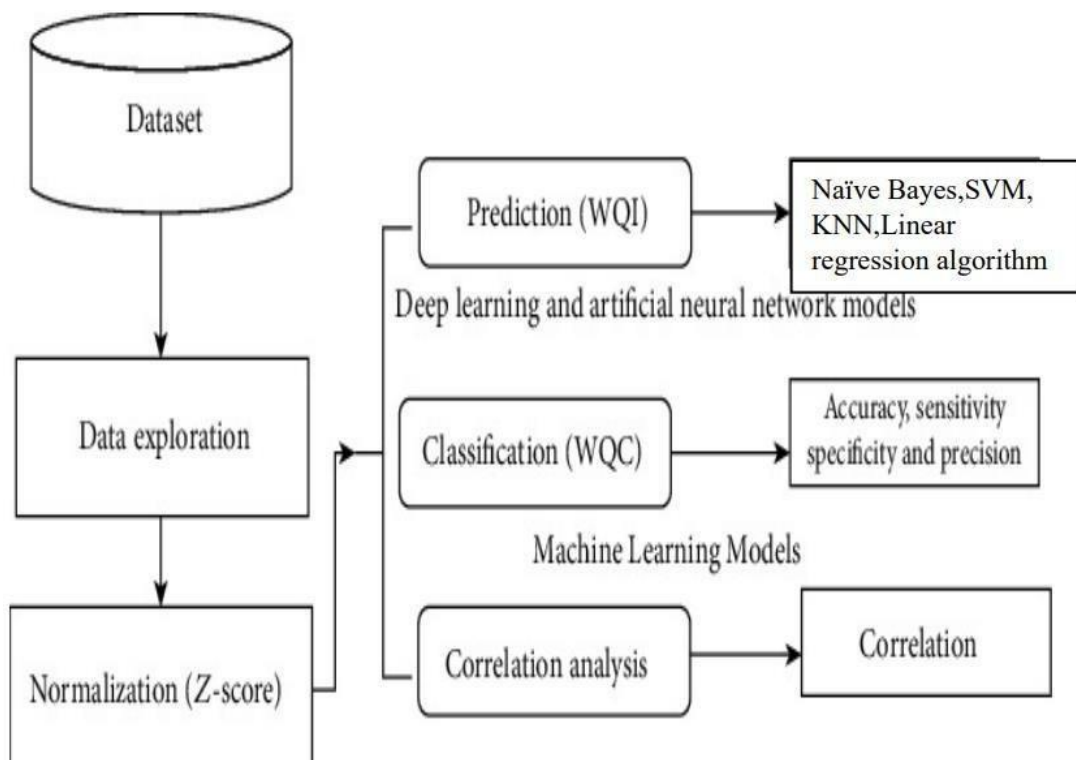 Dataset
Data exploration
Normalization (Z-score)
Prediction (WQI)
Naïve Bayes,SVM,
KNN,Linear
regression algorithm
Deep learning and artificial neural network models
Classification (WQC)
Accuracy, sensitivity
specificity and precision
Machine Learning Models
Correlation analysis
Correlation